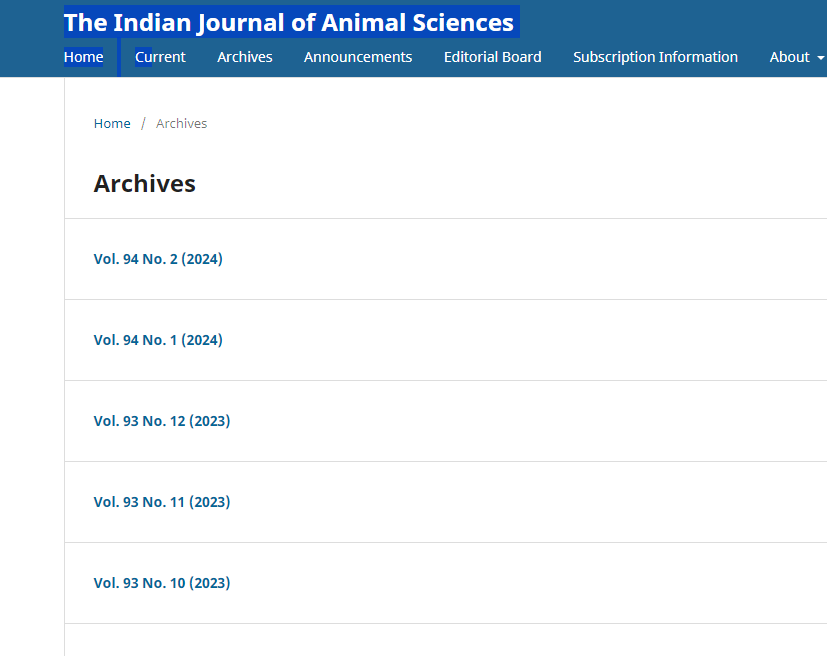 The Indian Journal of Animal Sciences
Home Current Archives Announcements Editorial Board Subscription Information About
Home / Archives
Archives
Vol. 94 No. 2 (2024)
Vol. 94 No. 1 (2024)
Vol. 93 No. 12 (2023)
Vol. 93 No. 11 (2023)
Vol. 93 No. 10 (2023)